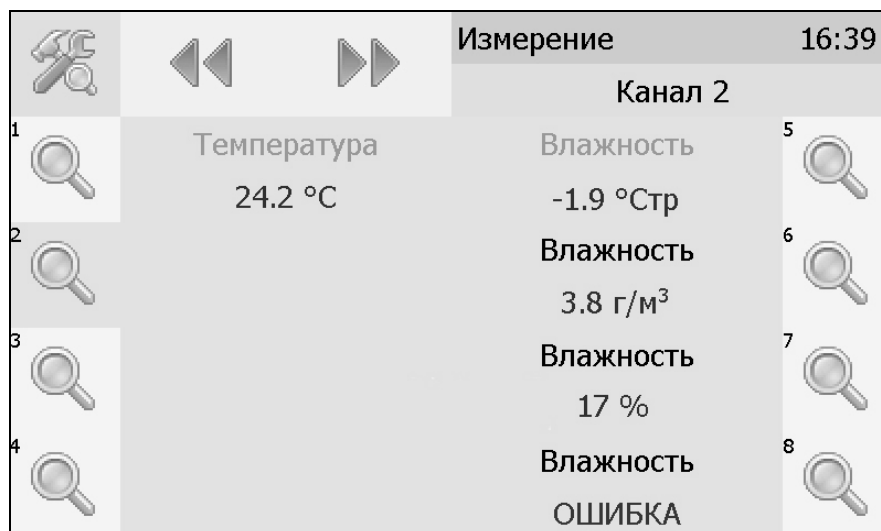 Измерение 16:39
Канал 2
1 Температура Влажность 5
24.2 °C -1.9 °Стр
2 Влажность 6
3.8 г/м³
3 Влажность 7
17 %
4 Влажность 8
ОШИБКА